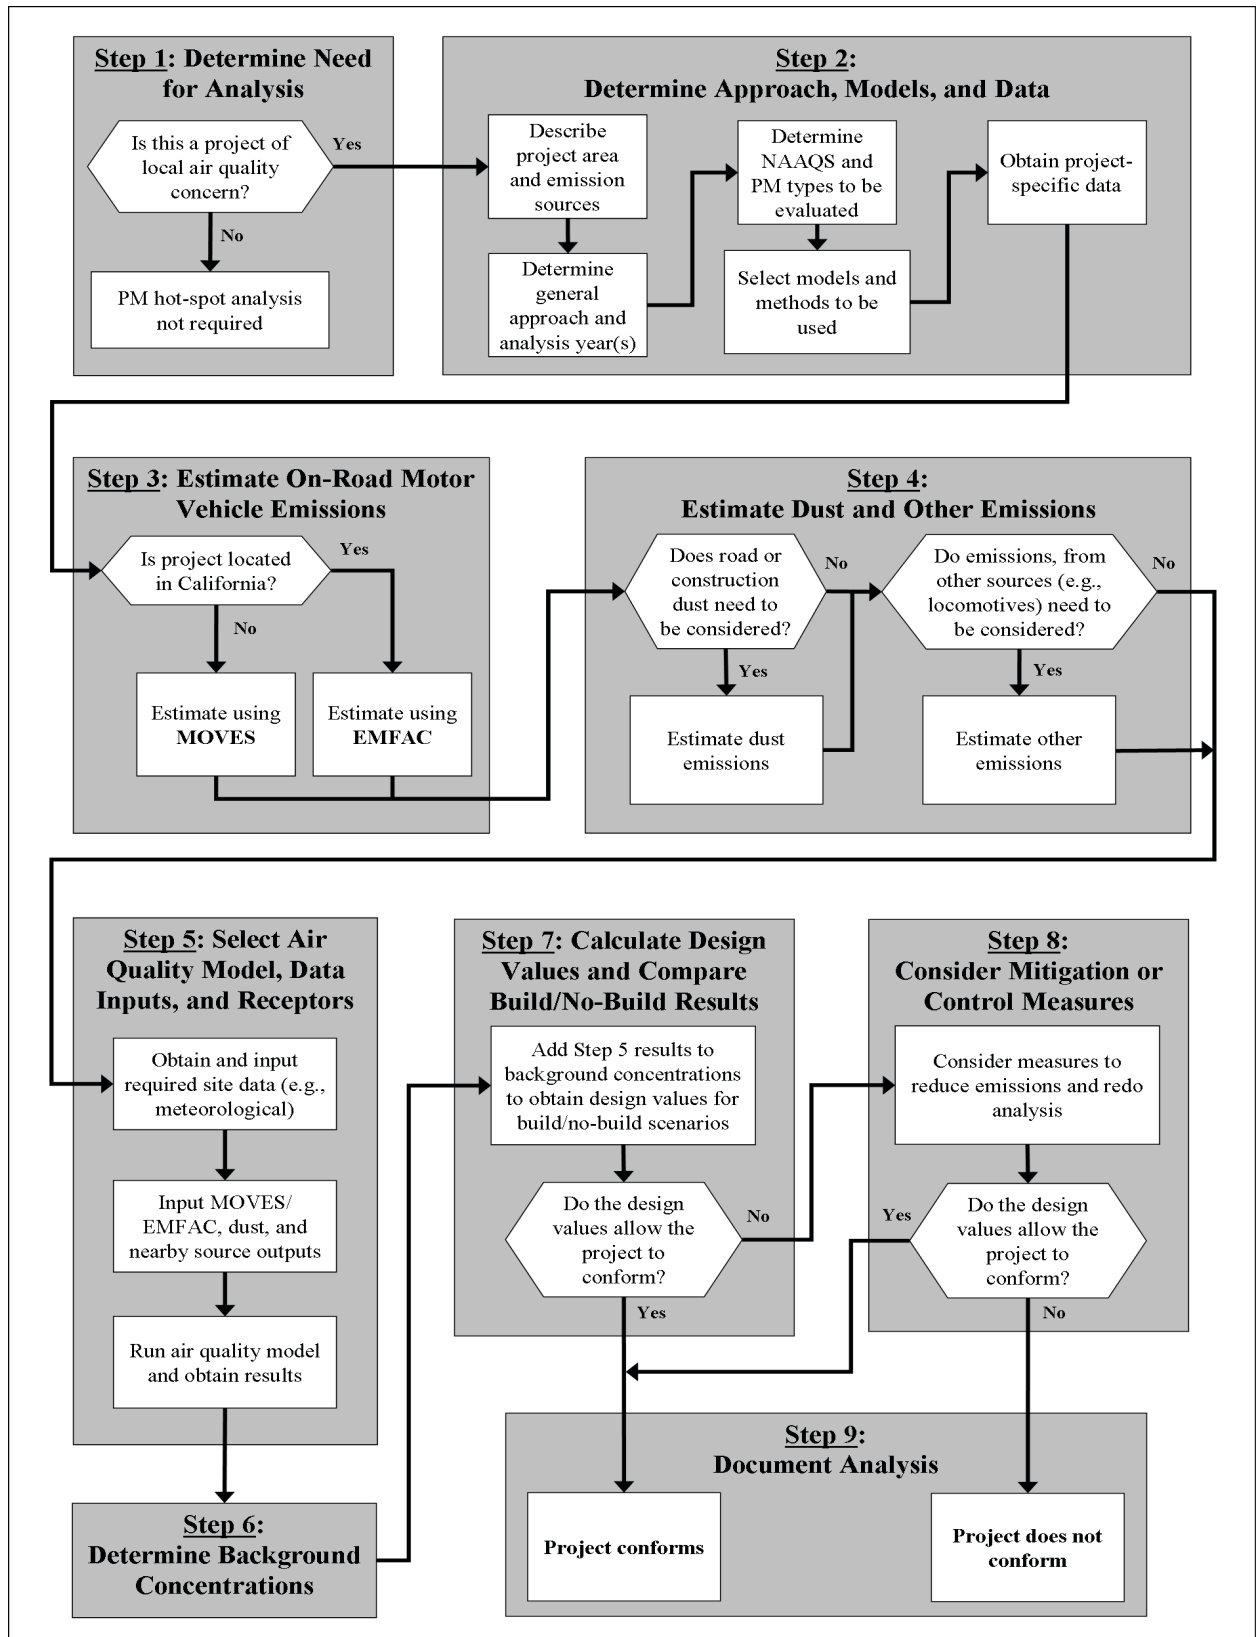 Step 1: Determine Need
for Analysis
Is this a project of
local air quality
concern?
Yes
No
PM hot-spot analysis
not required
Step 2:
Determine Approach, Models, and Data
Describe
project area
and emission
sources
Determine
general
approach and
analysis year(s)
Determine
NAAQS and
PM types to be
evaluated
Select models and
methods to be
used
Obtain project-
specific data
Step 3: Estimate On-Road Motor
Vehicle Emissions
Is project located
in California?
Yes
No
Estimate using
MOVES
Estimate using
EMFAC
Step 4:
Estimate Dust and Other Emissions
Does road or
construction
dust need to
be considered?
No
Yes
Estimate dust
emissions
Do emissions, from
other sources (e.g.,
locomotives) need to
be considered?
No
Yes
Estimate other
emissions
Step 5: Select Air
Quality Model, Data
Inputs, and Receptors
Obtain and input
required site data (e.g.,
meteorological)
Input MOVES/
EMFAC, dust, and
nearby source outputs
Run air quality model
and obtain results
Step 6:
Determine Background
Concentrations
Step 7: Calculate Design
Values and Compare
Build/No-Build Results
Add Step 5 results to
background concentrations
to obtain design values for
build/no-build scenarios
Do the design
values allow the
project to
conform?
No
Yes
Step 8:
Consider Mitigation or
Control Measures
Consider measures to
reduce emissions and redo
analysis
Do the design
values allow the
project to
conform?
Yes
No
Step 9:
Document Analysis
Project conforms
Project does not
conform